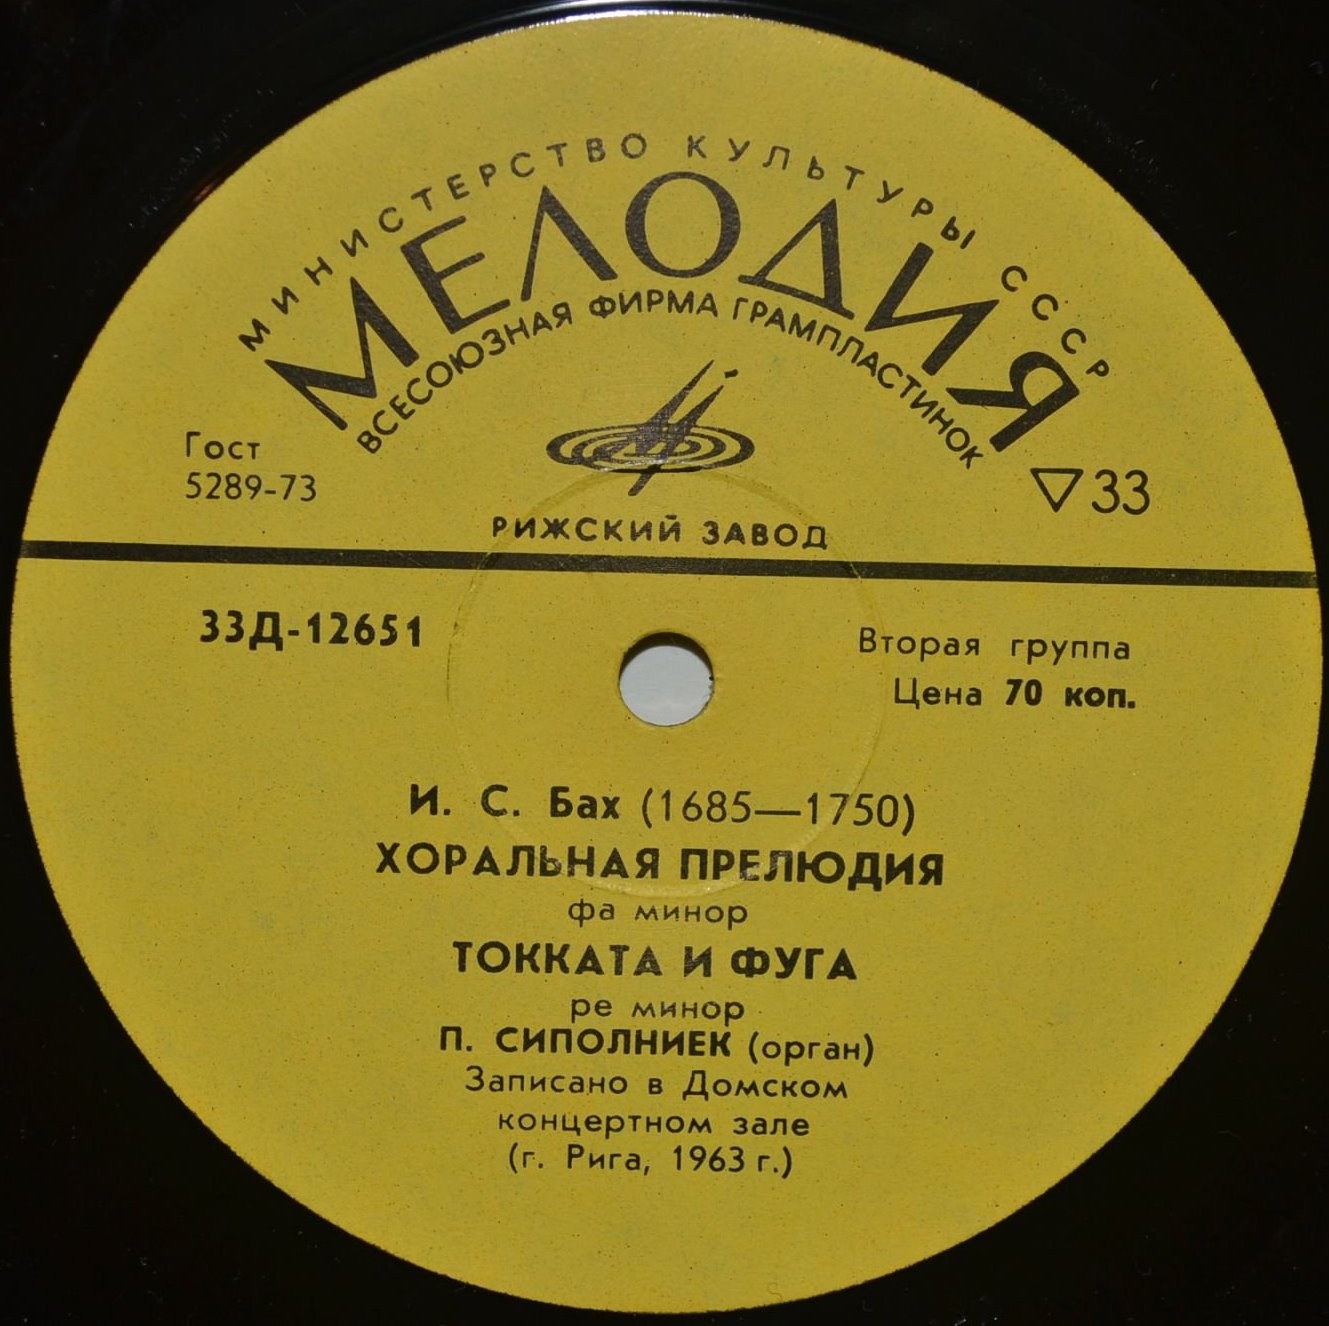 МИНИСТЕРСТВО КУЛЬТУРЫ СССР
МЕЛОДИЯ
ВСЕСОЮЗНАЯ ФИРМА ГРАМПЛАСТИНОК
Гост
5289-73
▽33
РИЖСКИЙ ЗАВОД
33Д-12651
Вторая группа
Цена 70 коп.
И. С. Бах (1685—1750)
ХОРАЛЬНАЯ ПРЕЛЮДИЯ
фа минор
ТОККАТА И ФУГА
ре минор
П. СИПОЛНИЕК (орган)
Записано в Домском
концертном зале
(г. Рига, 1963 г.)